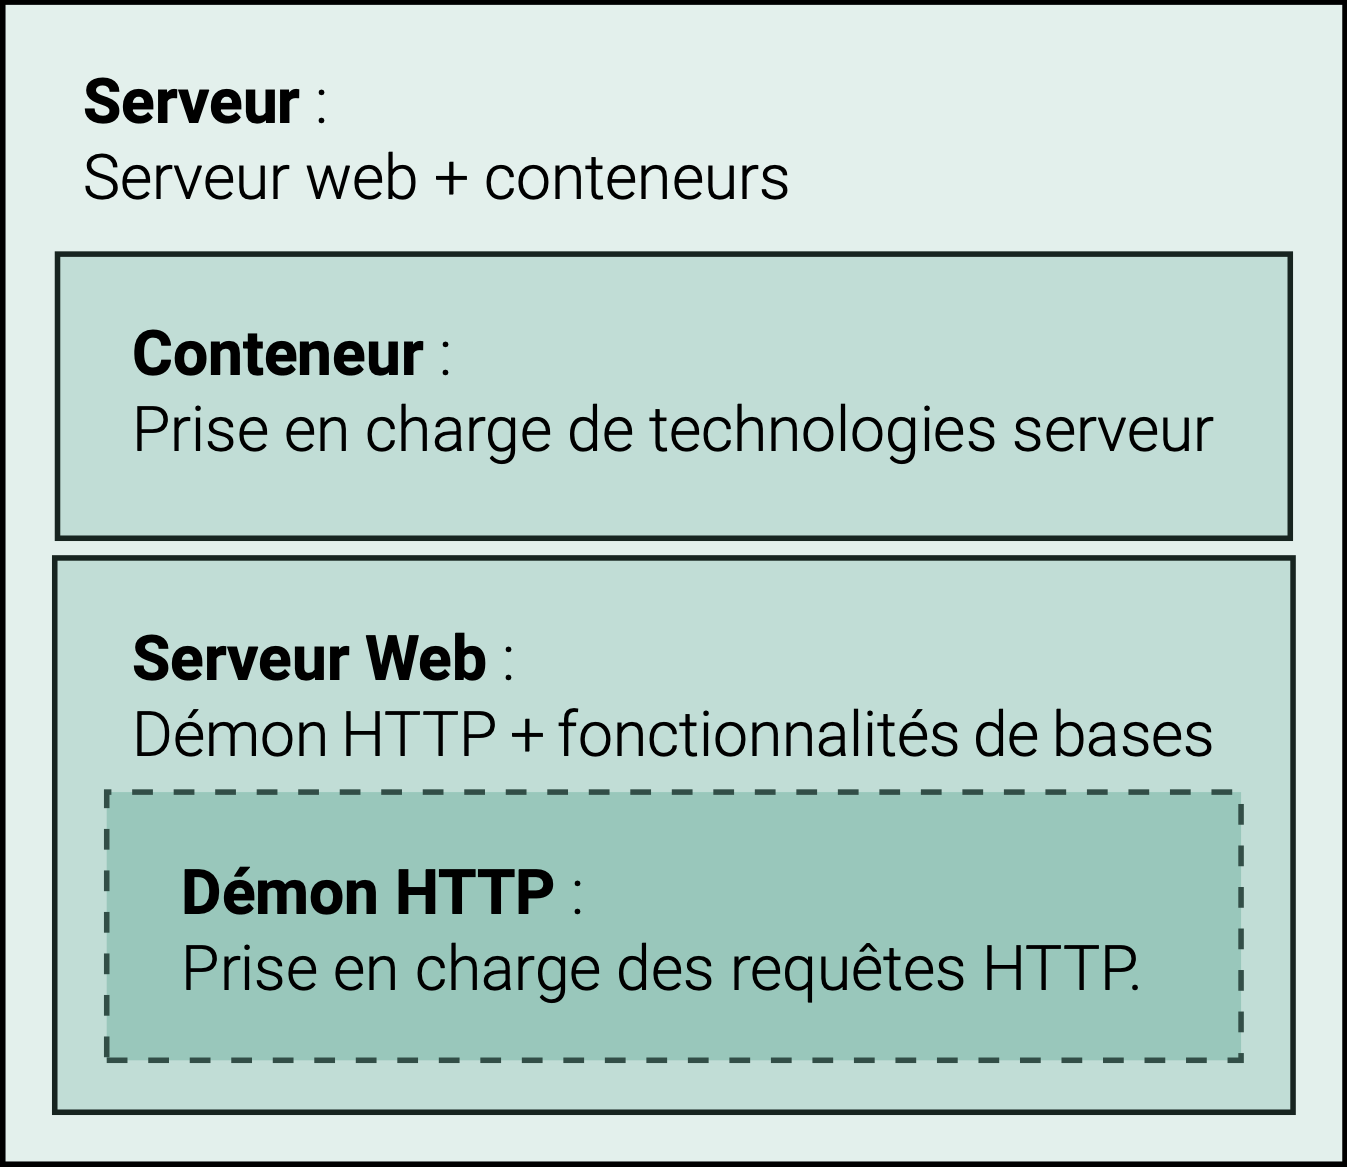 Serveur :
Serveur web + conteneurs
Conteneur :
Prise en charge de technologies serveur
Serveur Web :
Démon HTTP + fonctionnalités de bases
Démon HTTP :
Prise en charge des requêtes HTTP.